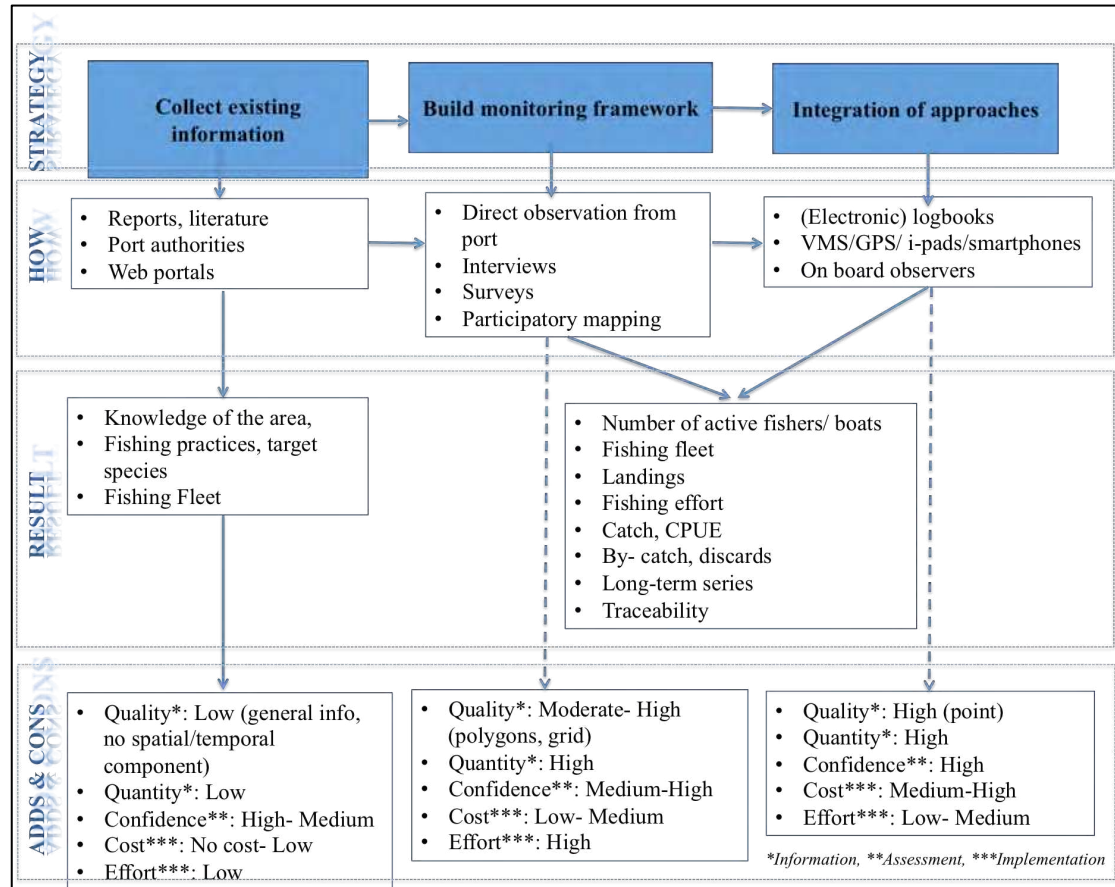 STRATEGY
Collect existing
information
Build monitoring framework
Integration of approaches
HOW
• Reports, literature
• Port authorities
• Web portals
• Direct observation from
port
• Interviews
• Surveys
• Participatory mapping
• (Electronic) logbooks
• VMS/GPS/ i-pads/smartphones
• On board observers
RESULT
• Knowledge of the area,
• Fishing practices, target
species
• Fishing Fleet
• Number of active fishers/ boats
• Fishing fleet
• Landings
• Fishing effort
• Catch, CPUE
• By- catch, discards
• Long-term series
• Traceability
ADDS & CONS
• Quality*: Low (general info,
no spatial/temporal
component)
• Quantity*: Low
• Confidence**: High- Medium
• Cost***: No cost- Low
• Effort***: Low
• Quality*: Moderate- High
(polygons, grid)
• Quantity*: High
• Confidence**: Medium-High
• Cost***: Low- Medium
• Effort***: High
• Quality*: High (point)
• Quantity*: High
• Confidence**: High
• Cost***: Medium-High
• Effort***: Low- Medium
*Information, **Assessment, ***Implementation